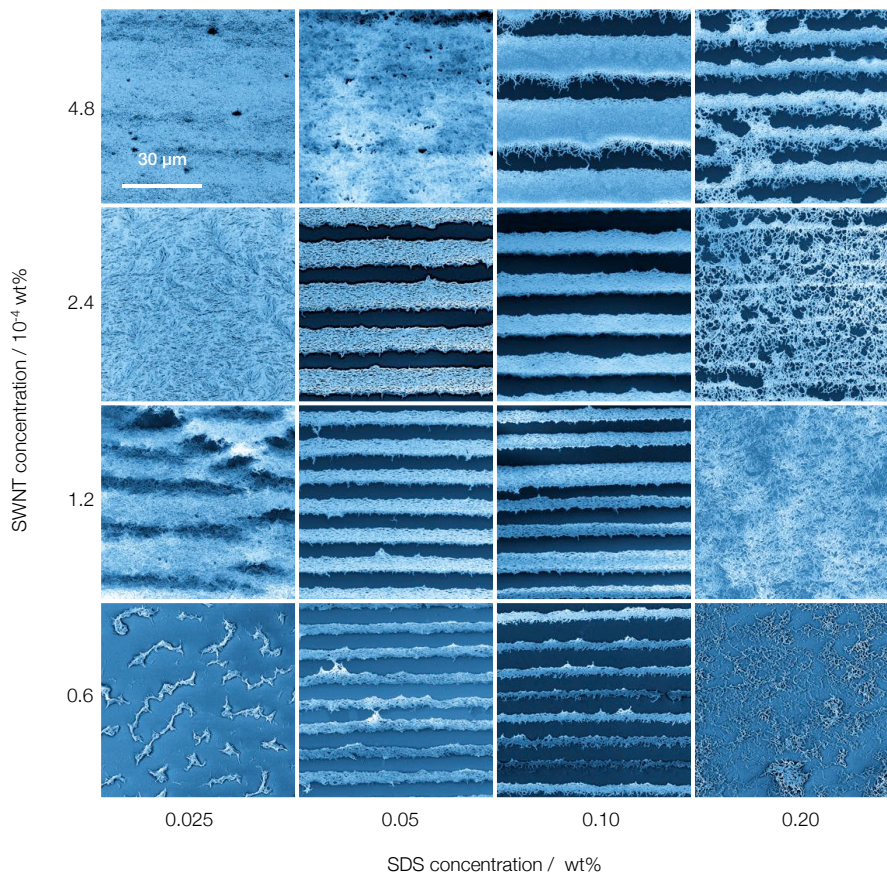 4.8
30 µm
2.4
SWNT concentration / 10⁻⁴ wt%
1.2
0.6
0.025
0.05
0.10
0.20
SDS concentration / wt%